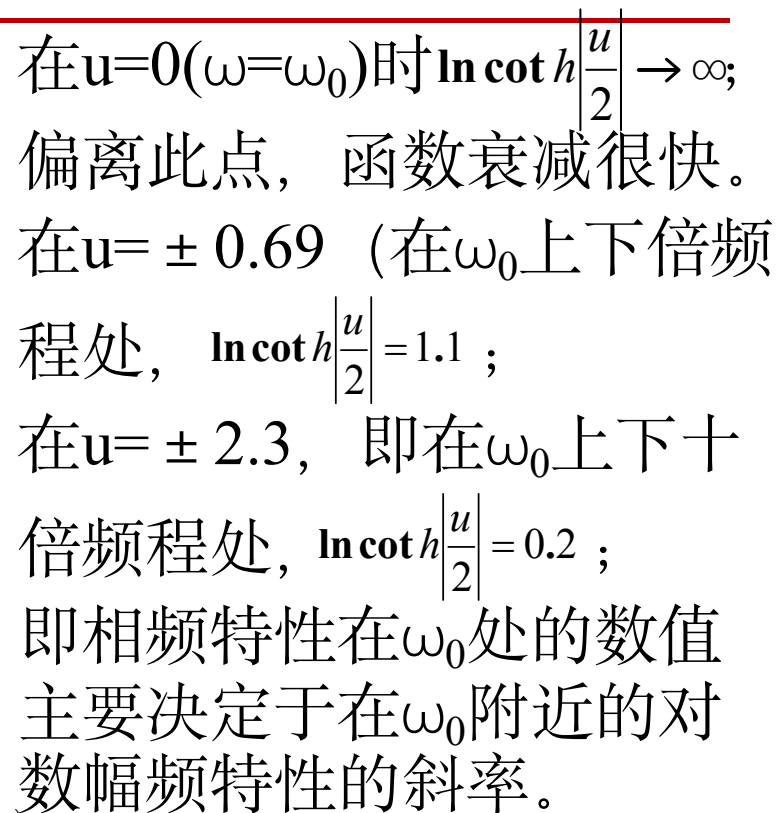 在u=0(ω=ω₀)时 ln cot h|u/2| → ∞;
偏离此点，函数衰减很快。
在u= ± 0.69（在ω₀上下倍频
程处， ln cot h|u/2| = 1.1 ；
在u= ± 2.3，即在ω₀上下十
倍频程处，ln cot h|u/2| = 0.2 ；
即相频特性在ω₀处的数值
主要决定于在ω₀附近的对
数幅频特性的斜率。